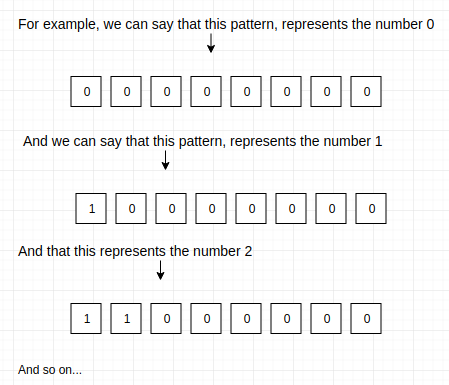 For example, we can say that this pattern, represents the number 0
0 0 0 0 0 0 0 0
And we can say that this pattern, represents the number 1
1 0 0 0 0 0 0 0
And that this represents the number 2
1 1 0 0 0 0 0 0
And so on...